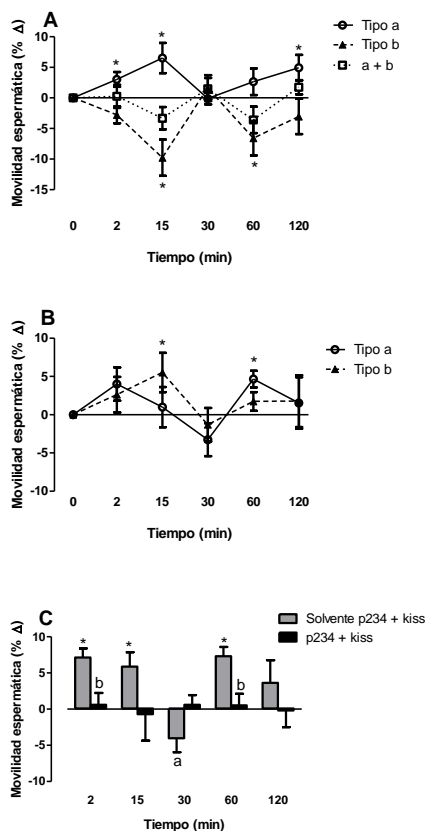 A
Movilidad espermática (% Δ)
10
5
0
-5
-10
-15
0 2 15 30 60 120
Tiempo (min)
* * * * *
Tipo a
Tipo b
a + b
B
Movilidad espermática (% Δ)
10
5
0
-5
-10
0 2 15 30 60 120
Tiempo (min)
* *
Tipo a
Tipo b
C
Movilidad espermática (% Δ)
10
5
0
-5
-10
2 15 30 60 120
Tiempo (min)
* * *
b b
a
Solvente p234 + kiss
p234 + kiss